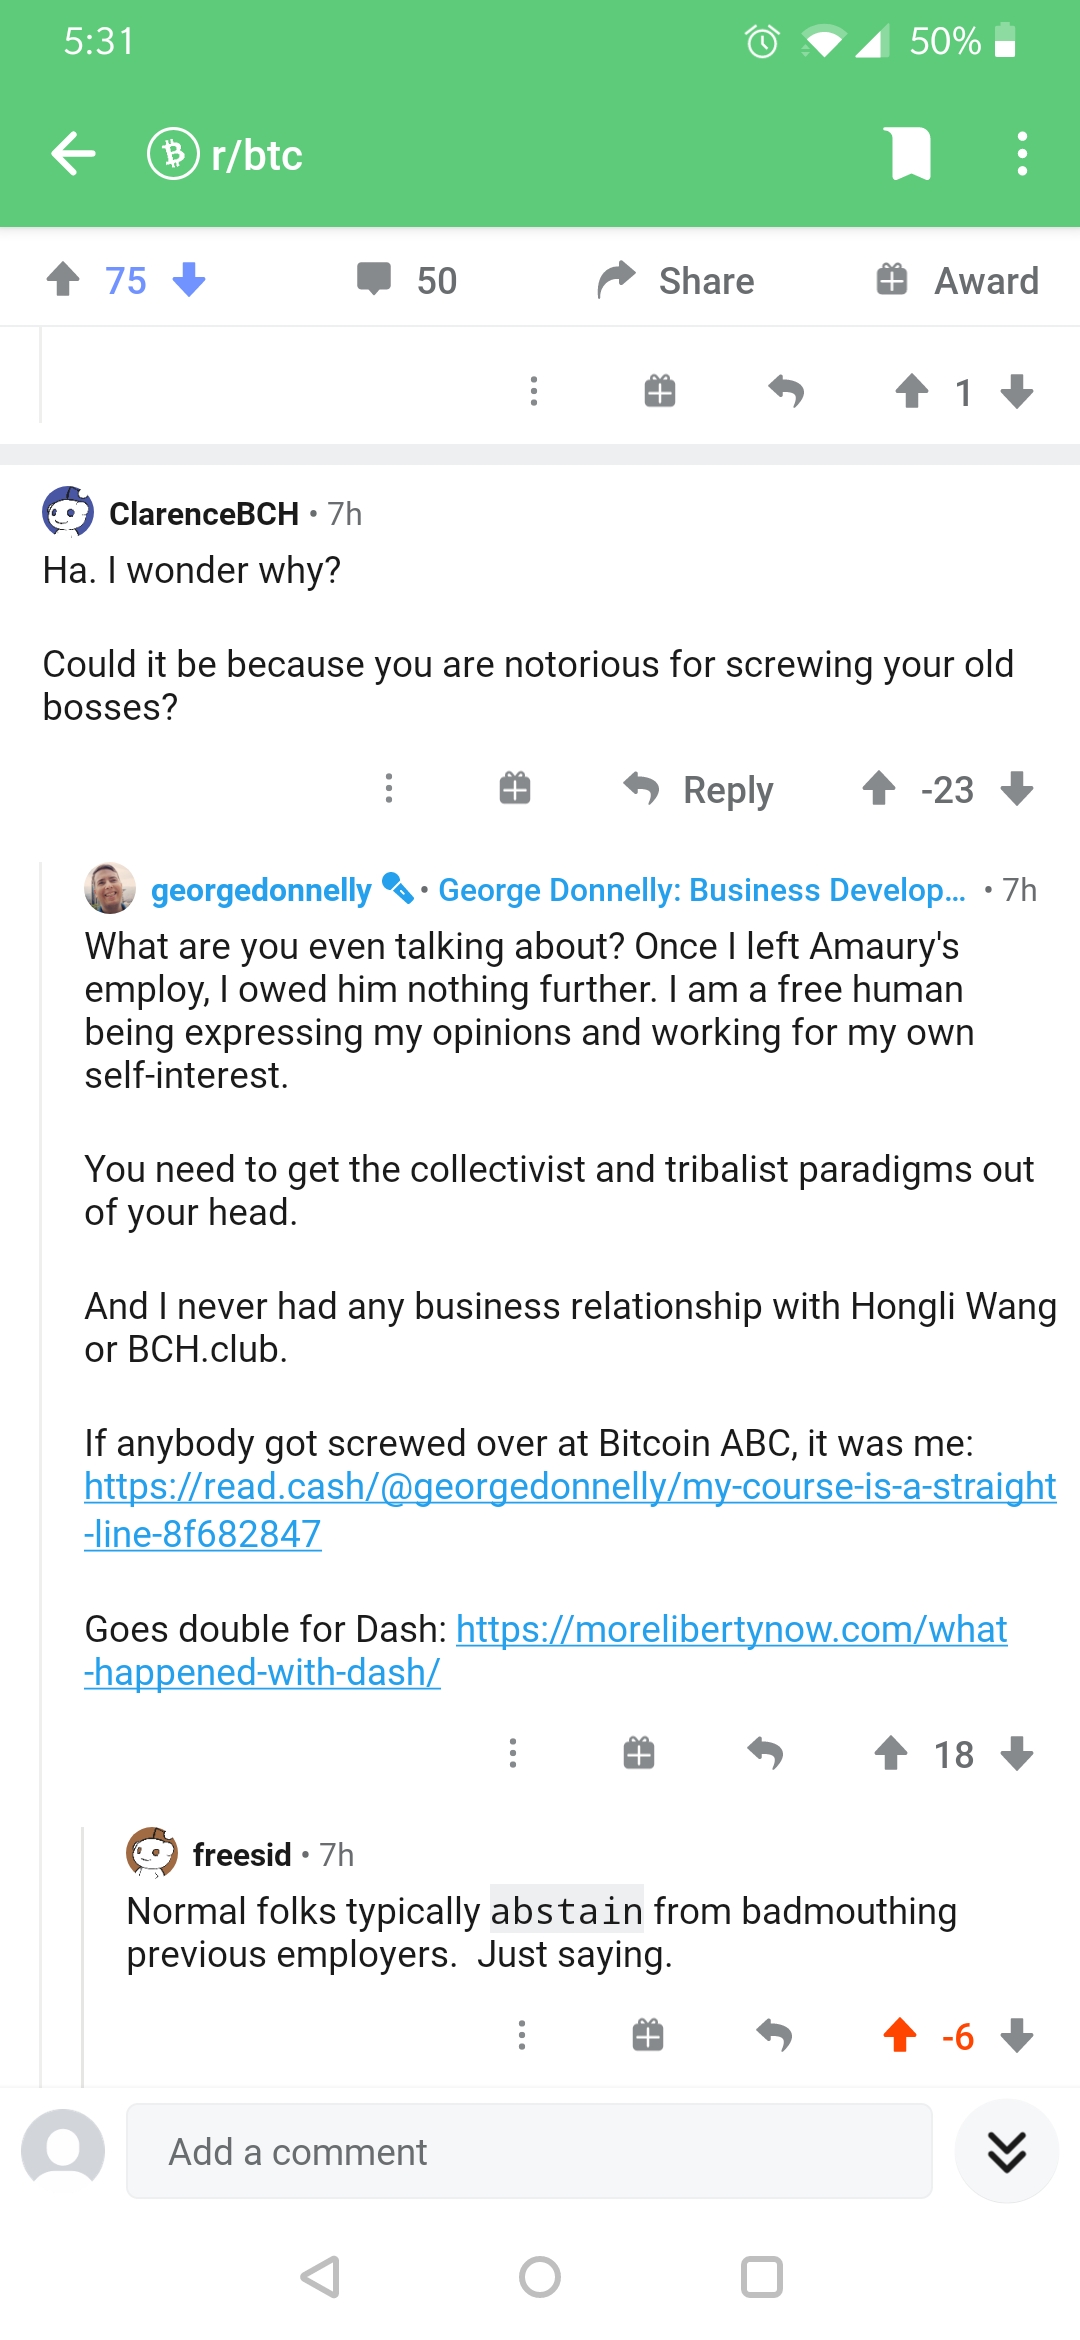 5:31
50%
r/btc
75
50
Share
Award
1
ClarenceBCH • 7h
Ha. I wonder why?
Could it be because you are notorious for screwing your old
bosses?
Reply
-23
georgedonnelly • George Donnelly: Business Develop... • 7h
What are you even talking about? Once I left Amaury's
employ, I owed him nothing further. I am a free human
being expressing my opinions and working for my own
self-interest.
You need to get the collectivist and tribalist paradigms out
of your head.
And I never had any business relationship with Hongli Wang
or BCH.club.
If anybody got screwed over at Bitcoin ABC, it was me:
https://read.cash/@georgedonnelly/my-course-is-a-straight
-line-8f682847
Goes double for Dash: https://morelibertynow.com/what
-happened-with-dash/
18
freesid • 7h
Normal folks typically abstain from badmouthing
previous employers.  Just saying.
-6
Add a comment